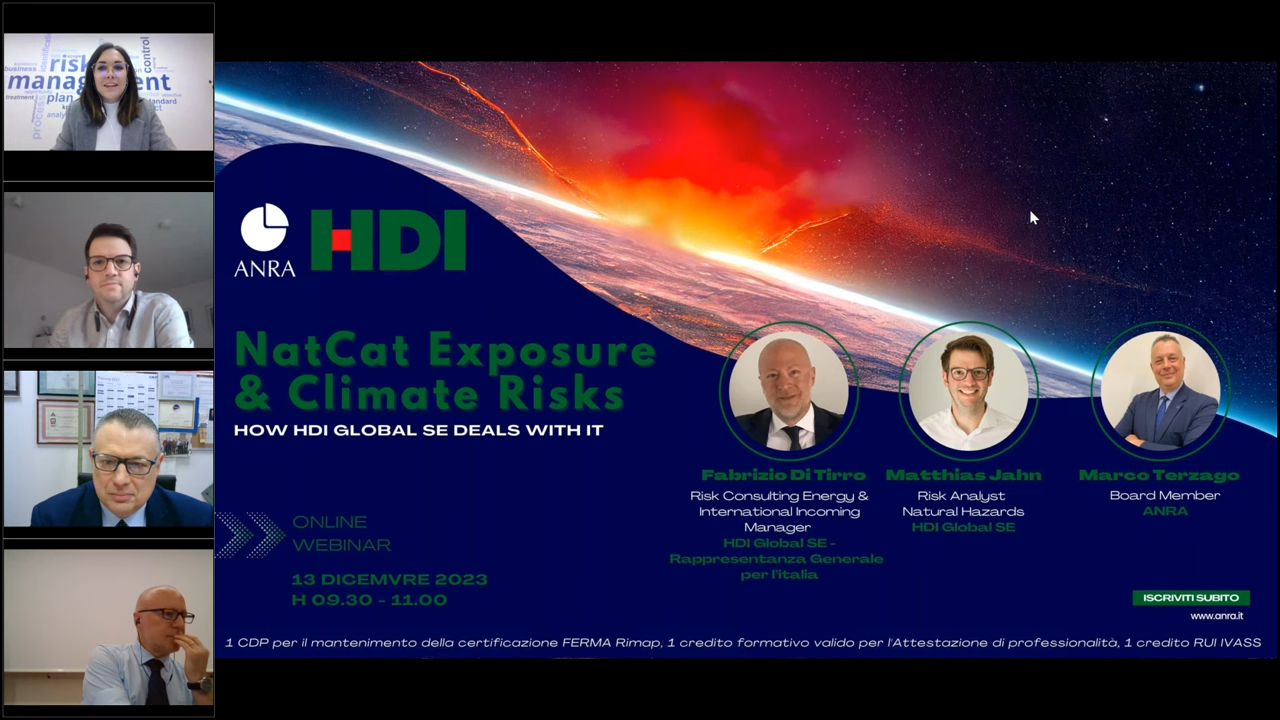 risk
management
control
business
treatment
plan
process
standard
ANRA
HDI
NatCat Exposure
& Climate Risks
HOW HDI GLOBAL SE DEALS WITH IT
ONLINE
WEBINAR
13 DICEMVRE 2023
H 09.30 - 11.00
Fabrizio Di Tirro
Risk Consulting Energy &
International Incoming
Manager
HDI Global SE -
Rappresentanza Generale
per l'italia
Matthias Jahn
Risk Analyst
Natural Hazards
HDI Global SE
Marco Terzago
Board Member
ANRA
ISCRIVITI SUBITO
www.anra.it
1 CDP per il mantenimento della certificazione FERMA Rimap, 1 credito formativo valido per l'Attestazione di professionalità, 1 credito RUI IVASS